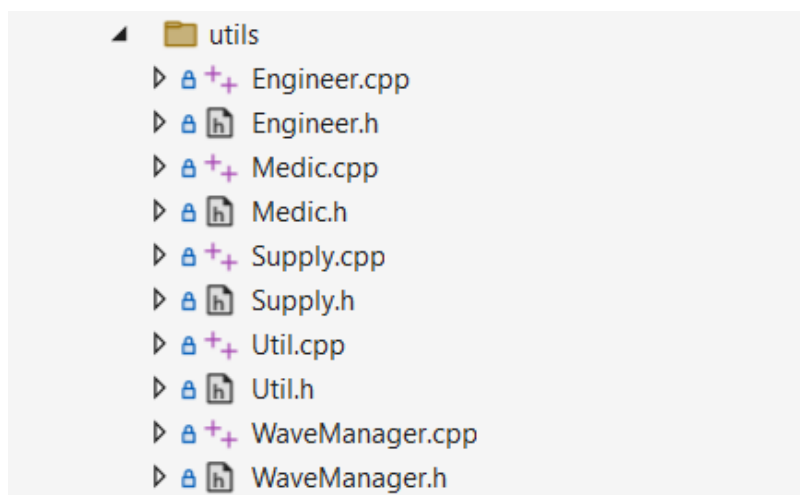 utils
Engineer.cpp
Engineer.h
Medic.cpp
Medic.h
Supply.cpp
Supply.h
Util.cpp
Util.h
WaveManager.cpp
WaveManager.h